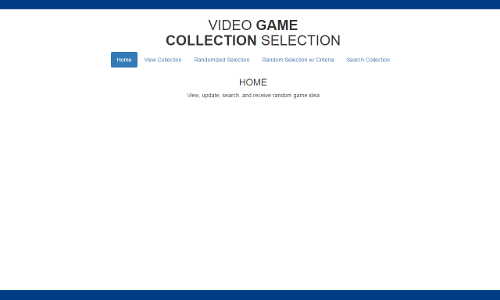 VIDEO GAME
COLLECTION SELECTION
Home View Collection Randomized Selection Random Selection w/ Criteria Search Collection
HOME
View, update, search, and receive random game idea